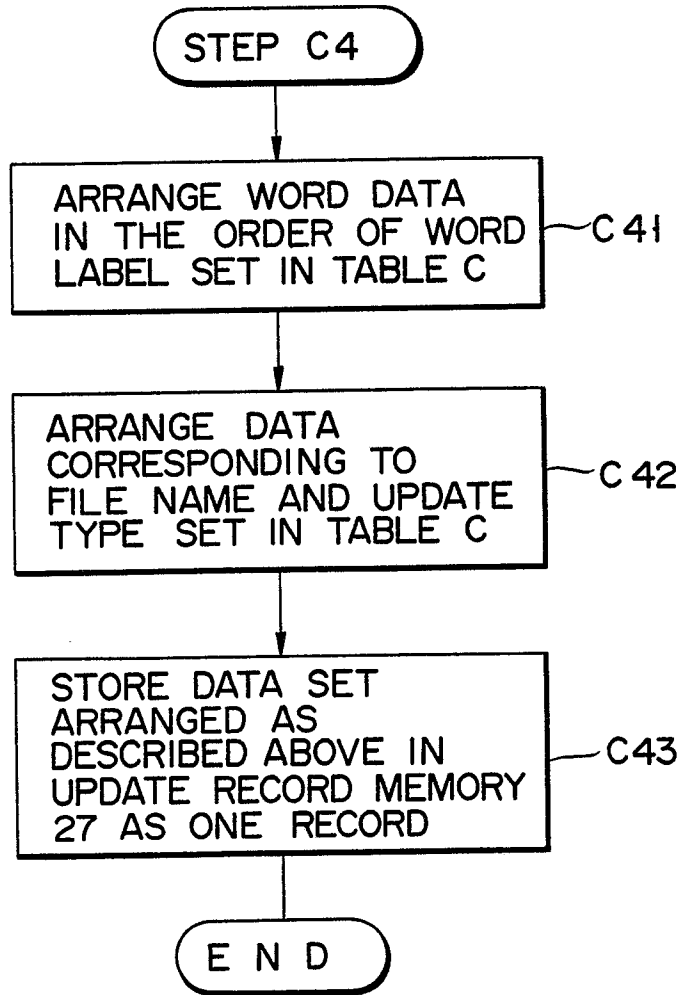 STEP C4
ARRANGE WORD DATA
IN THE ORDER OF WORD
LABEL SET IN TABLE C
C41
ARRANGE DATA
CORRESPONDING TO
FILE NAME AND UPDATE
TYPE SET IN TABLE C
C42
STORE DATA SET
ARRANGED AS
DESCRIBED ABOVE IN
UPDATE RECORD MEMORY
27 AS ONE RECORD
C43
END